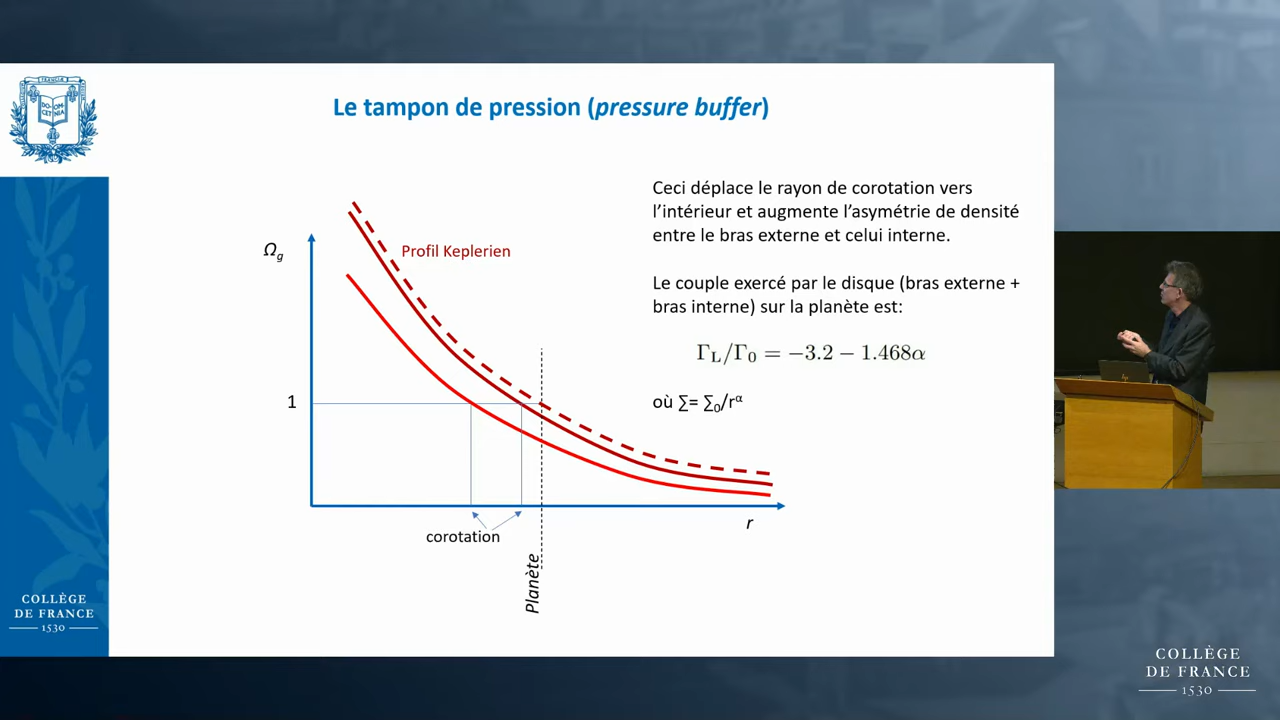 Le tampon de pression (pressure buffer)
Ceci déplace le rayon de corotation vers
l'intérieur et augmente l'asymétrie de densité
entre le bras externe et celui interne.
Le couple exercé par le disque (bras externe +
bras interne) sur la planète est:
Γ_L/Γ_0 = −3.2 − 1.468α
où ∑= ∑₀/r^α
Ω_g
Profil Keplerien
1
corotation
r
Planète
COLLÈGE
DE FRANCE
1530
COLLÈGE
DE FRANCE
1530